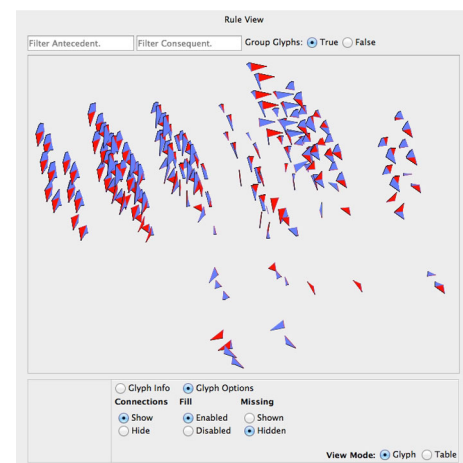 Rule View
Filter Antecedent. Filter Consequent. Group Glyphs: True False
Glyph Info Glyph Options
Connections Fill Missing
Show Enabled Shown
Hide Disabled Hidden
View Mode: Glyph Table